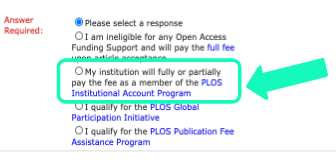 Answer
Required:
Please select a response
I am ineligible for any Open Access
Funding Support and will pay the full fee
upon article acceptance
My institution will fully or partially
pay the fee as a member of the PLOS
Institutional Account Program
I qualify for the PLOS Global
Participation Initiative
I qualify for the PLOS Publication Fee
Assistance Program